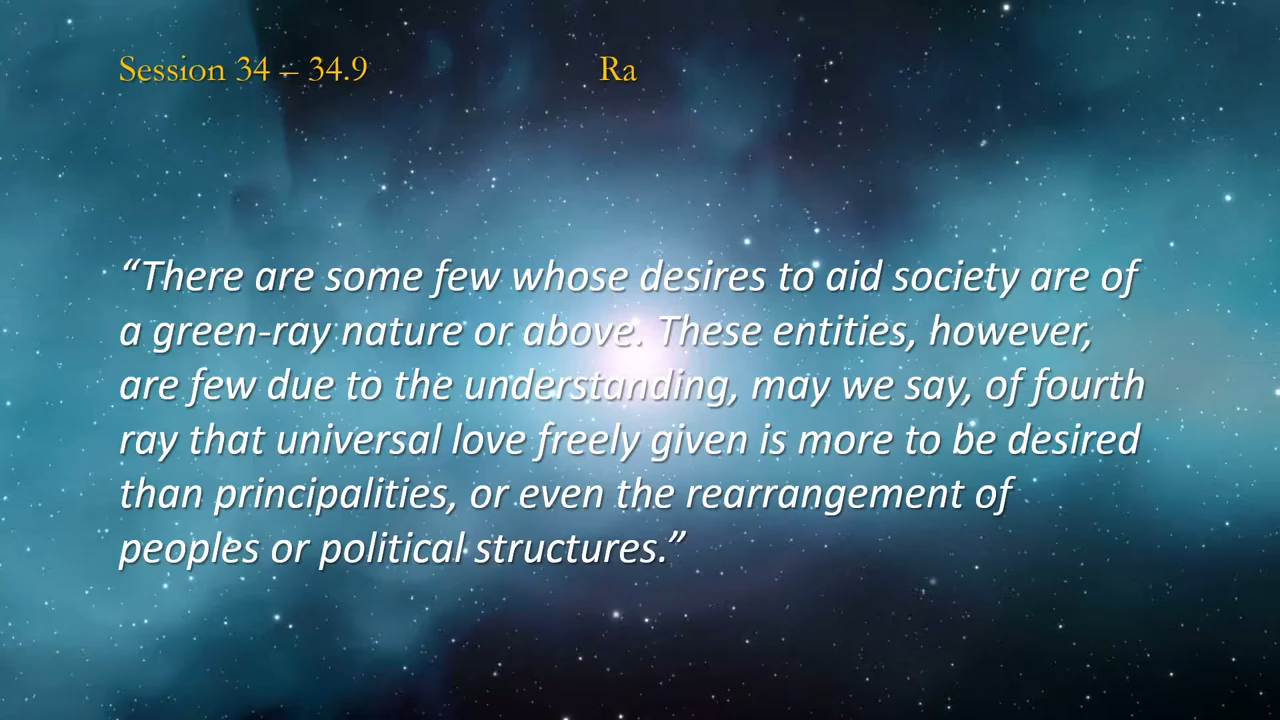 Session 34 – 34.9 Ra
“There are some few whose desires to aid society are of
a green-ray nature or above. These entities, however,
are few due to the understanding, may we say, of fourth
ray that universal love freely given is more to be desired
than principalities, or even the rearrangement of
peoples or political structures.”